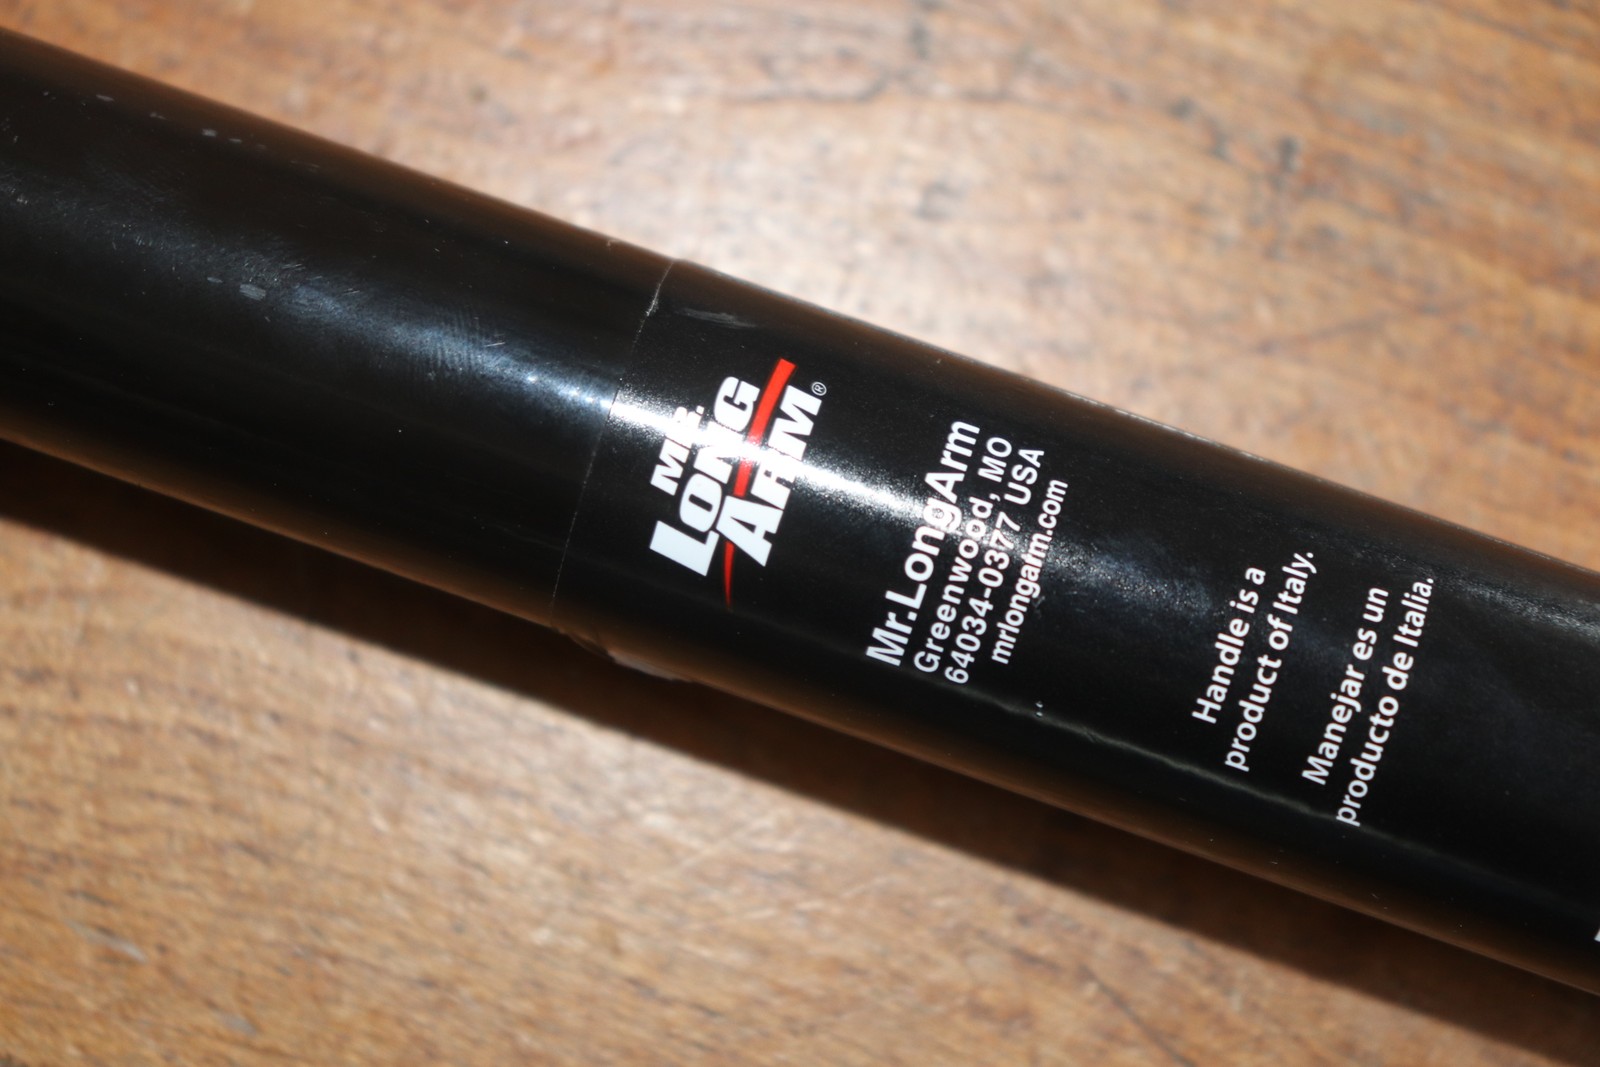 MR.
LONG
ARM®
Mr.LongArm
Greenwood, MO
64034-0377 USA
mrlongarm.com
Handle is a
product of Italy.
Manejar es un
producto de Italia.